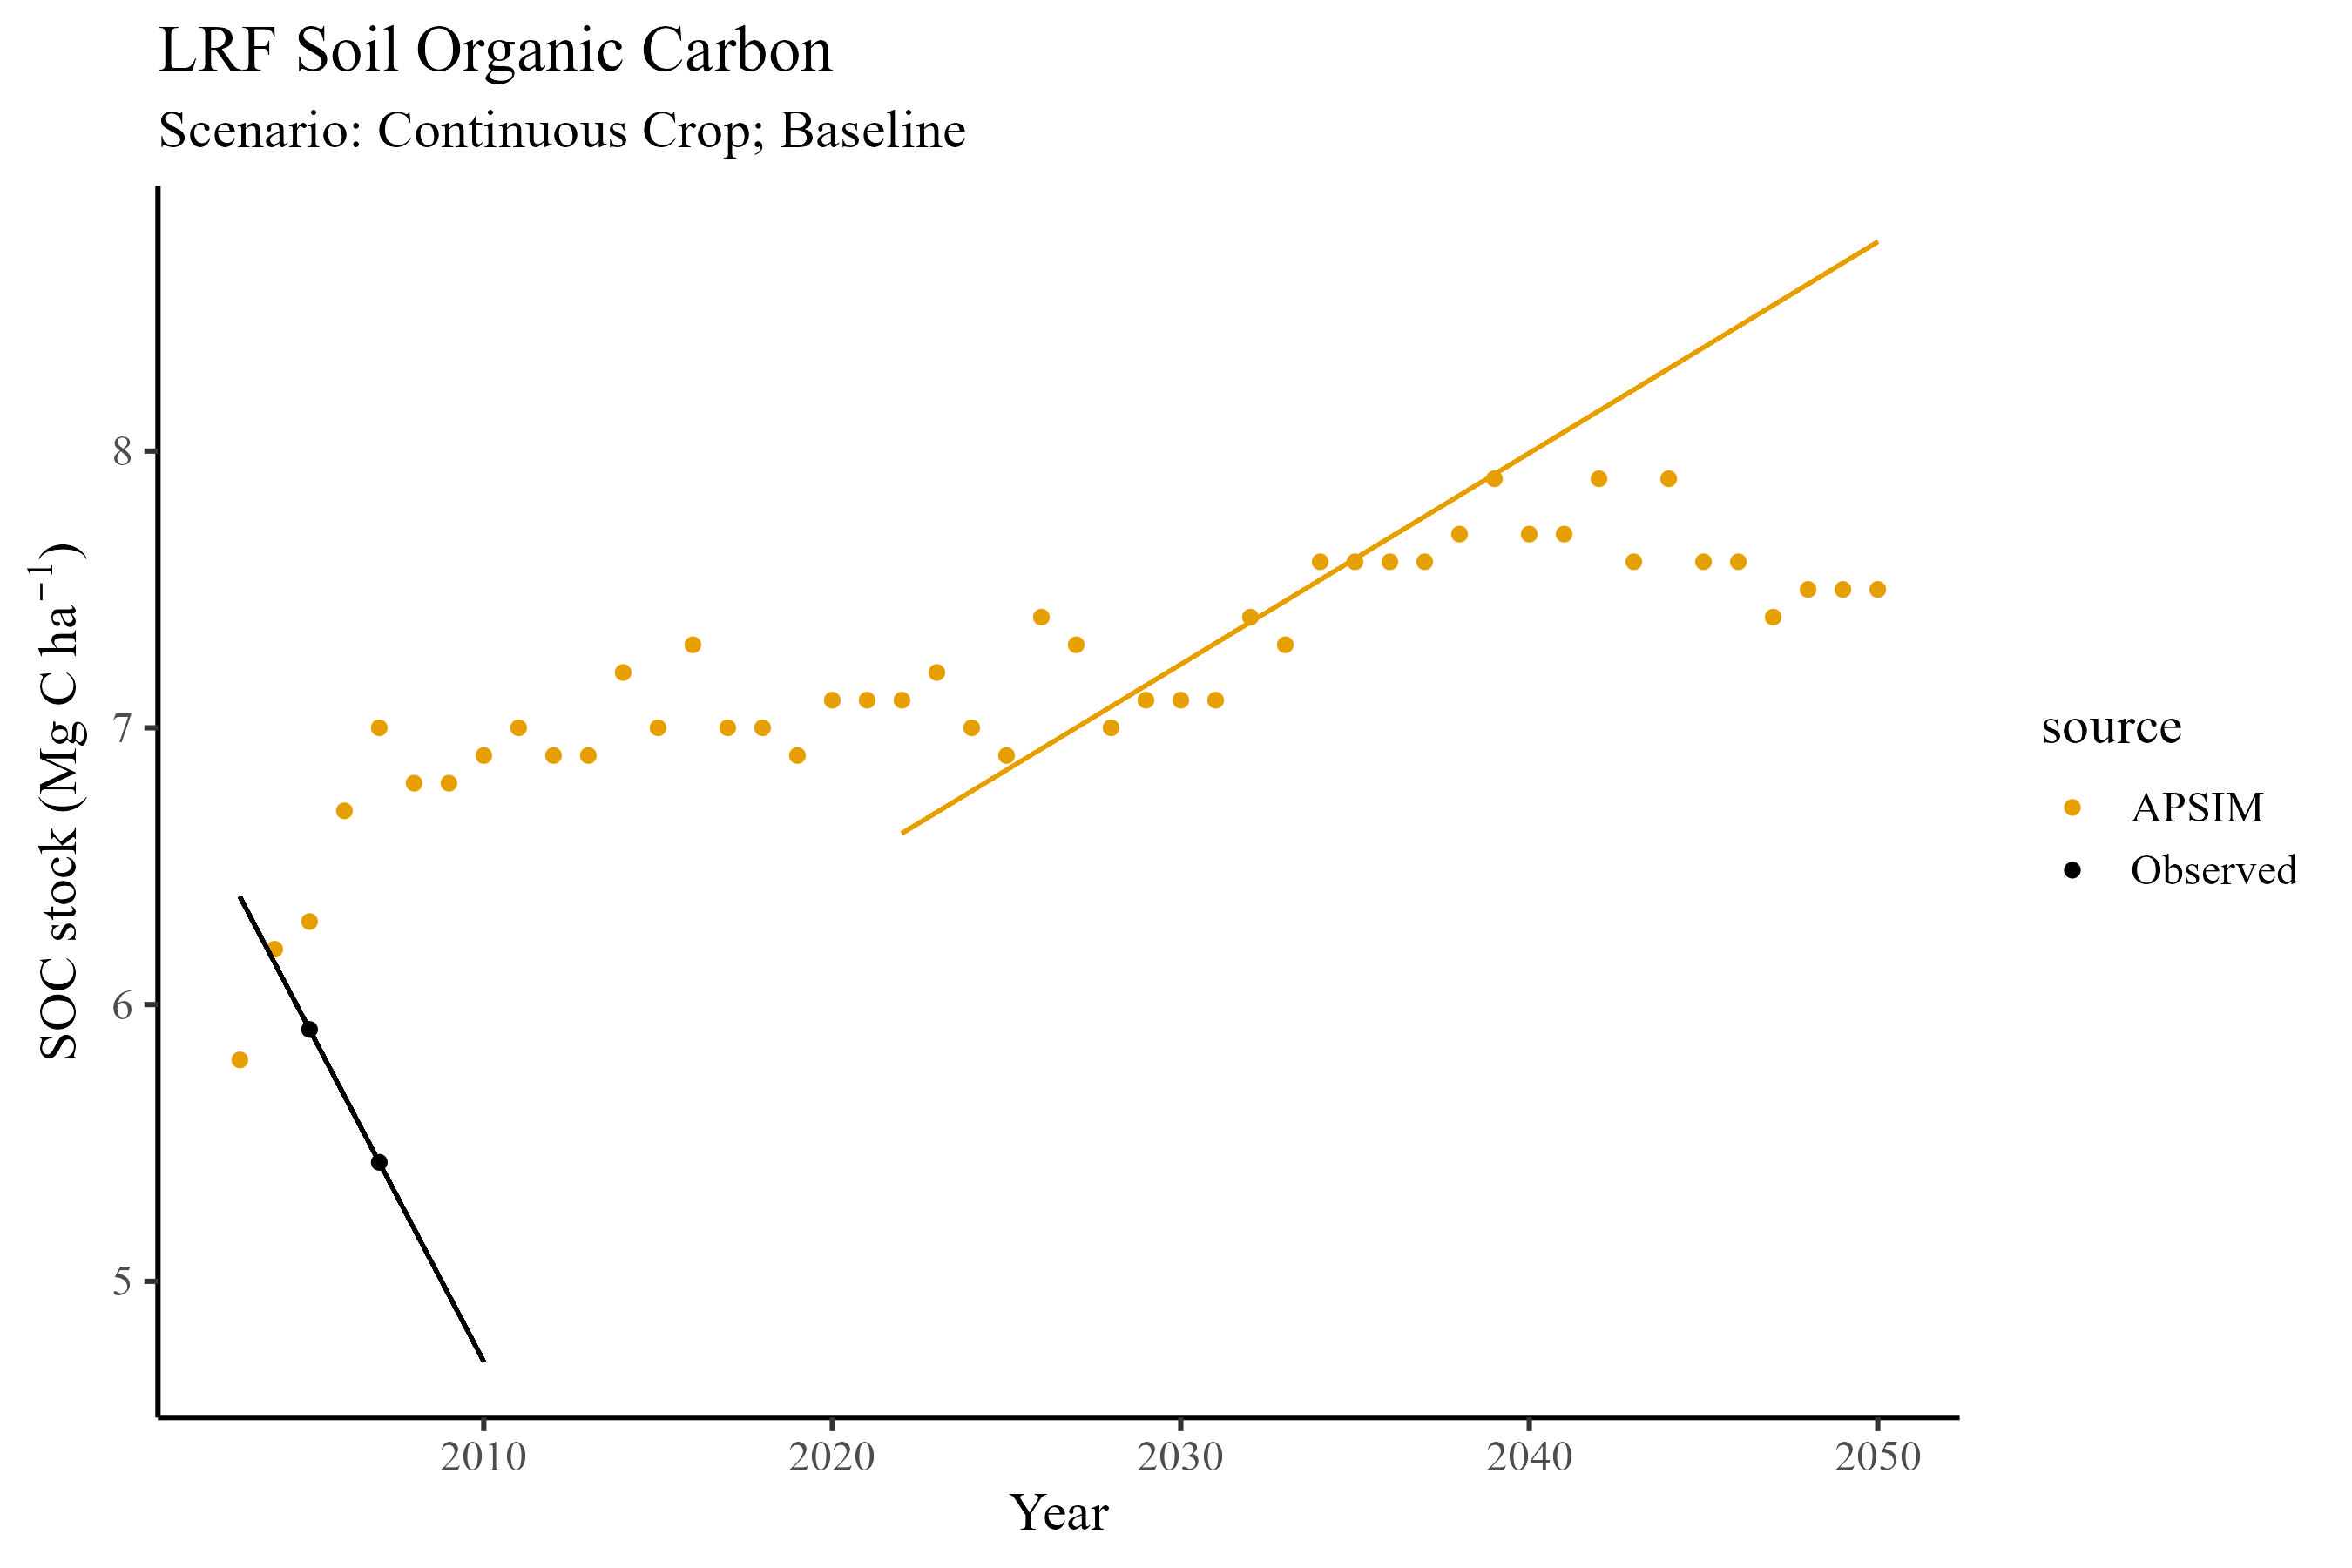 LRF Soil Organic Carbon
Scenario: Continuous Crop; Baseline
SOC stock (Mg C ha⁻¹)
8
7
6
5
2010
2020
2030
2040
2050
Year
source
APSIM
Observed